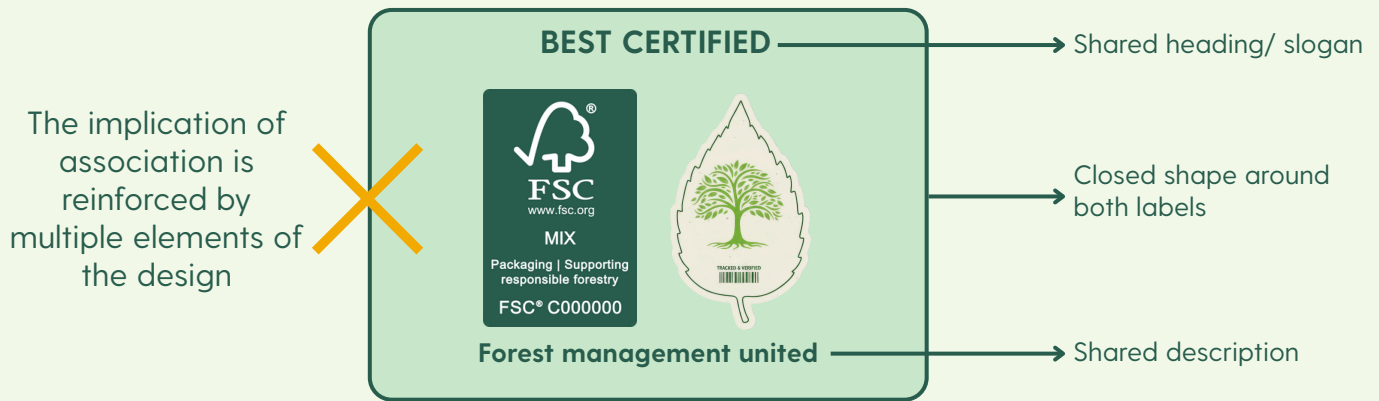 The implication of
association is
reinforced by
multiple elements of
the design
BEST CERTIFIED
®
FSC
www.fsc.org
MIX
Packaging | Supporting
responsible forestry
FSC® C000000
TRACKED & VERIFIED
Forest management united
Shared heading/ slogan
Closed shape around
both labels
Shared description